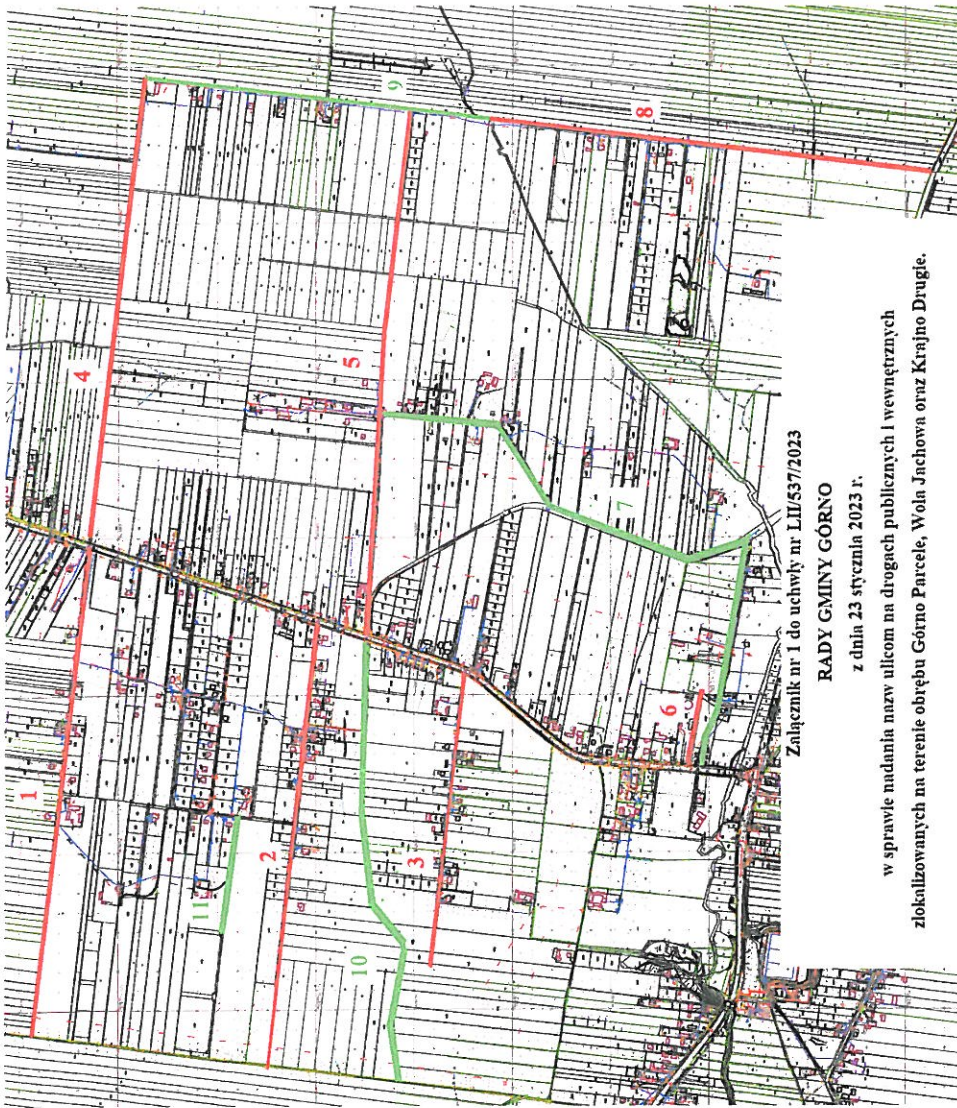 4
9
1
5
8
11
2
7
10
3
6
Załącznik nr 1 do uchwły nr LII/537/2023
RADY GMINY GÓRNO
z dnia 23 stycznia 2023 r.
w sprawie nadania nazw ulicom na drogach publicznych i wewnętrznych
zloknlizowanych na terenie obrębu Górno Parcele, Wola Jachowa oraz Krajno Drugie.